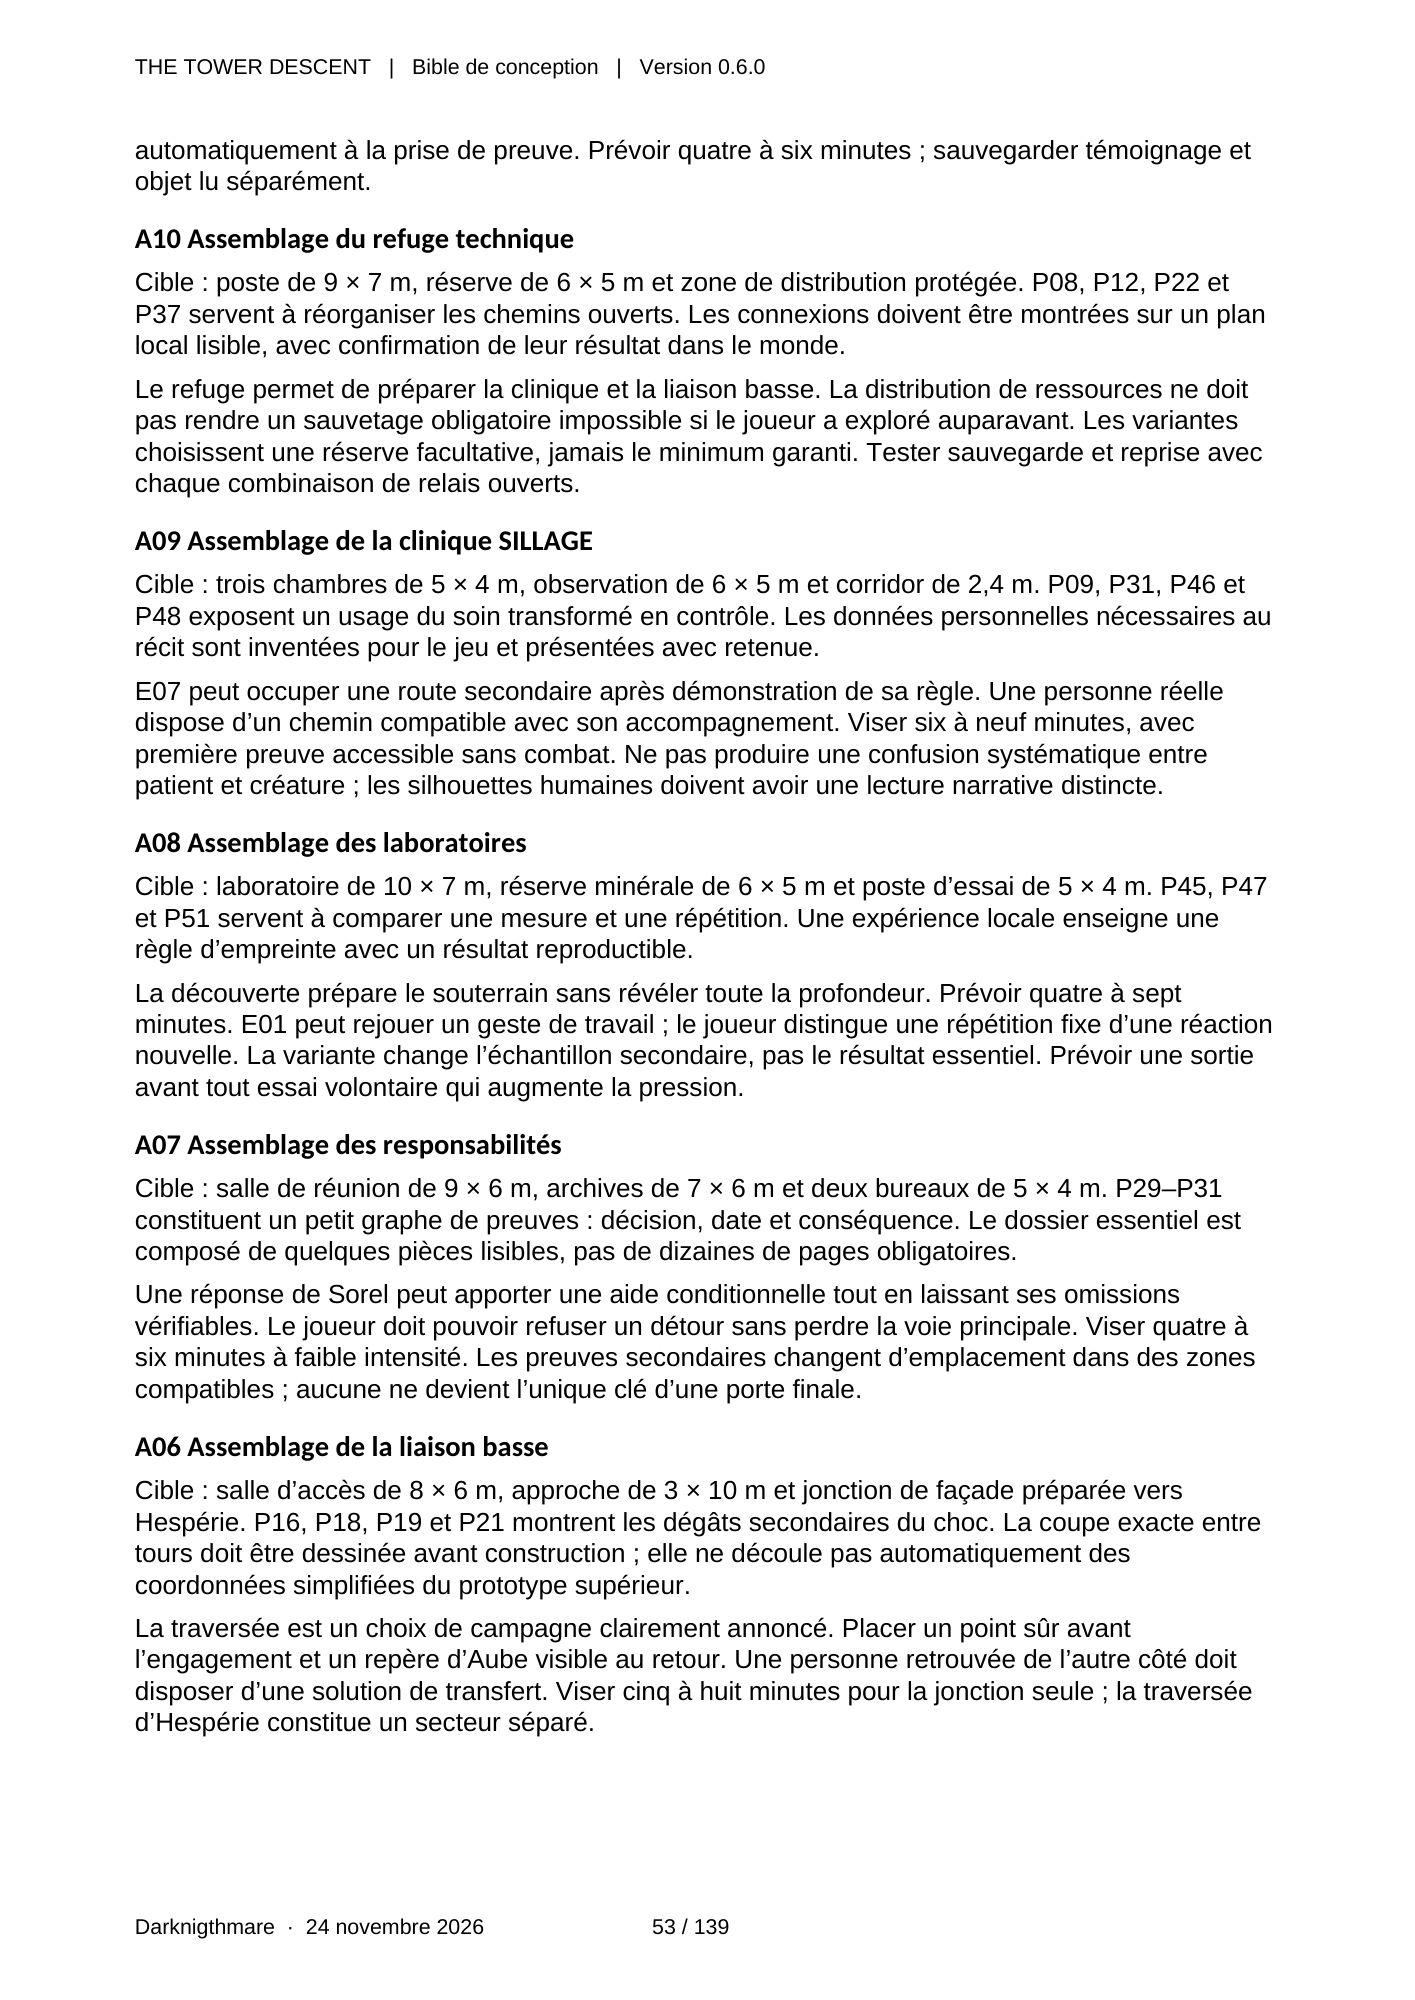 THE TOWER DESCENT | Bible de conception | Version 0.6.0
automatiquement à la prise de preuve. Prévoir quatre à six minutes ; sauvegarder témoignage et
objet lu séparément.
A10 Assemblage du refuge technique
Cible : poste de 9 × 7 m, réserve de 6 × 5 m et zone de distribution protégée. P08, P12, P22 et
P37 servent à réorganiser les chemins ouverts. Les connexions doivent être montrées sur un plan
local lisible, avec confirmation de leur résultat dans le monde.
Le refuge permet de préparer la clinique et la liaison basse. La distribution de ressources ne doit
pas rendre un sauvetage obligatoire impossible si le joueur a exploré auparavant. Les variantes
choisissent une réserve facultative, jamais le minimum garanti. Tester sauvegarde et reprise avec
chaque combinaison de relais ouverts.
A09 Assemblage de la clinique SILLAGE
Cible : trois chambres de 5 × 4 m, observation de 6 × 5 m et corridor de 2,4 m. P09, P31, P46 et
P48 exposent un usage du soin transformé en contrôle. Les données personnelles nécessaires au
récit sont inventées pour le jeu et présentées avec retenue.
E07 peut occuper une route secondaire après démonstration de sa règle. Une personne réelle
dispose d’un chemin compatible avec son accompagnement. Viser six à neuf minutes, avec
première preuve accessible sans combat. Ne pas produire une confusion systématique entre
patient et créature ; les silhouettes humaines doivent avoir une lecture narrative distincte.
A08 Assemblage des laboratoires
Cible : laboratoire de 10 × 7 m, réserve minérale de 6 × 5 m et poste d’essai de 5 × 4 m. P45, P47
et P51 servent à comparer une mesure et une répétition. Une expérience locale enseigne une
règle d’empreinte avec un résultat reproductible.
La découverte prépare le souterrain sans révéler toute la profondeur. Prévoir quatre à sept
minutes. E01 peut rejouer un geste de travail ; le joueur distingue une répétition fixe d’une réaction
nouvelle. La variante change l’échantillon secondaire, pas le résultat essentiel. Prévoir une sortie
avant tout essai volontaire qui augmente la pression.
A07 Assemblage des responsabilités
Cible : salle de réunion de 9 × 6 m, archives de 7 × 6 m et deux bureaux de 5 × 4 m. P29–P31
constituent un petit graphe de preuves : décision, date et conséquence. Le dossier essentiel est
composé de quelques pièces lisibles, pas de dizaines de pages obligatoires.
Une réponse de Sorel peut apporter une aide conditionnelle tout en laissant ses omissions
vérifiables. Le joueur doit pouvoir refuser un détour sans perdre la voie principale. Viser quatre à
six minutes à faible intensité. Les preuves secondaires changent d’emplacement dans des zones
compatibles ; aucune ne devient l’unique clé d’une porte finale.
A06 Assemblage de la liaison basse
Cible : salle d’accès de 8 × 6 m, approche de 3 × 10 m et jonction de façade préparée vers
Hespérie. P16, P18, P19 et P21 montrent les dégâts secondaires du choc. La coupe exacte entre
tours doit être dessinée avant construction ; elle ne découle pas automatiquement des
coordonnées simplifiées du prototype supérieur.
La traversée est un choix de campagne clairement annoncé. Placer un point sûr avant
l’engagement et un repère d’Aube visible au retour. Une personne retrouvée de l’autre côté doit
disposer d’une solution de transfert. Viser cinq à huit minutes pour la jonction seule ; la traversée
d’Hespérie constitue un secteur séparé.
Darknigthmare · 24 novembre 2026 53 / 139